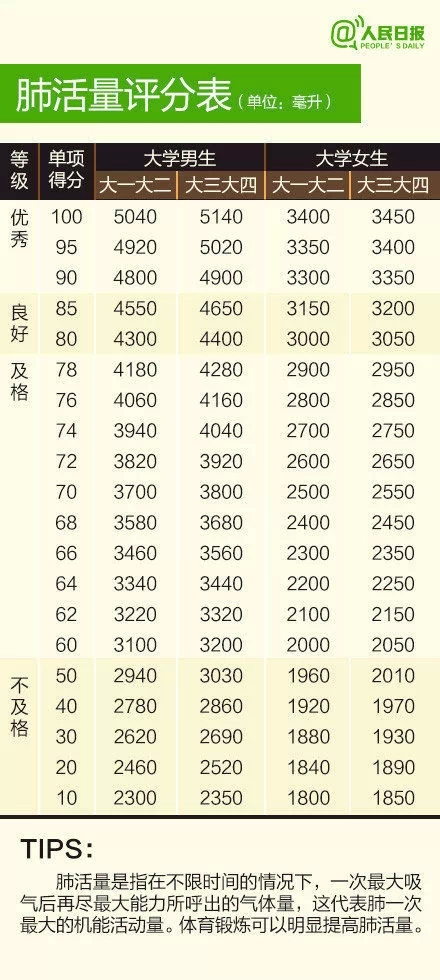 @人民日报
PEOPLE'S DAILY
肺活量评分表（单位：毫升）
等级 单项得分 大学男生 大学女生
大一大二 大三大四 大一大二 大三大四
优秀 100 5040 5140 3400 3450
95 4920 5020 3350 3400
90 4800 4900 3300 3350
良好 85 4550 4650 3150 3200
80 4300 4400 3000 3050
及格 78 4180 4280 2900 2950
76 4060 4160 2800 2850
74 3940 4040 2700 2750
72 3820 3920 2600 2650
70 3700 3800 2500 2550
68 3580 3680 2400 2450
66 3460 3560 2300 2350
64 3340 3440 2200 2250
62 3220 3320 2100 2150
60 3100 3200 2000 2050
不及格 50 2940 3030 1960 2010
40 2780 2860 1920 1970
30 2620 2690 1880 1930
20 2460 2520 1840 1890
10 2300 2350 1800 1850
TIPS：
肺活量是指在不限时间的情况下，一次最大吸
气后再尽最大能力所呼出的气体量，这代表肺一次
最大的机能活动量。体育锻炼可以明显提高肺活量。